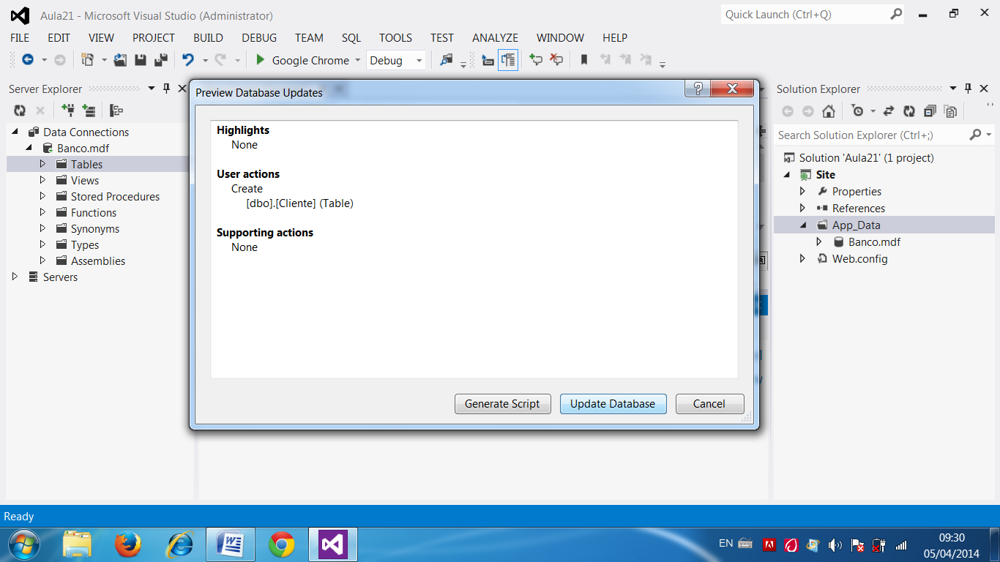 Aula21 - Microsoft Visual Studio (Administrator)
Quick Launch (Ctrl+Q)
FILE EDIT VIEW PROJECT BUILD DEBUG TEAM SQL TOOLS TEST ANALYZE WINDOW HELP
Google Chrome Debug
Server Explorer
Data Connections
Banco.mdf
Tables
Views
Stored Procedures
Functions
Synonyms
Types
Assemblies
Servers
Preview Database Updates
Highlights
None
User actions
Create
[dbo].[Cliente] (Table)
Supporting actions
None
Generate Script Update Database Cancel
Solution Explorer
Search Solution Explorer (Ctrl+;)
Solution 'Aula21' (1 project)
Site
Properties
References
App_Data
Banco.mdf
Web.config
Ready
EN
09:30
05/04/2014